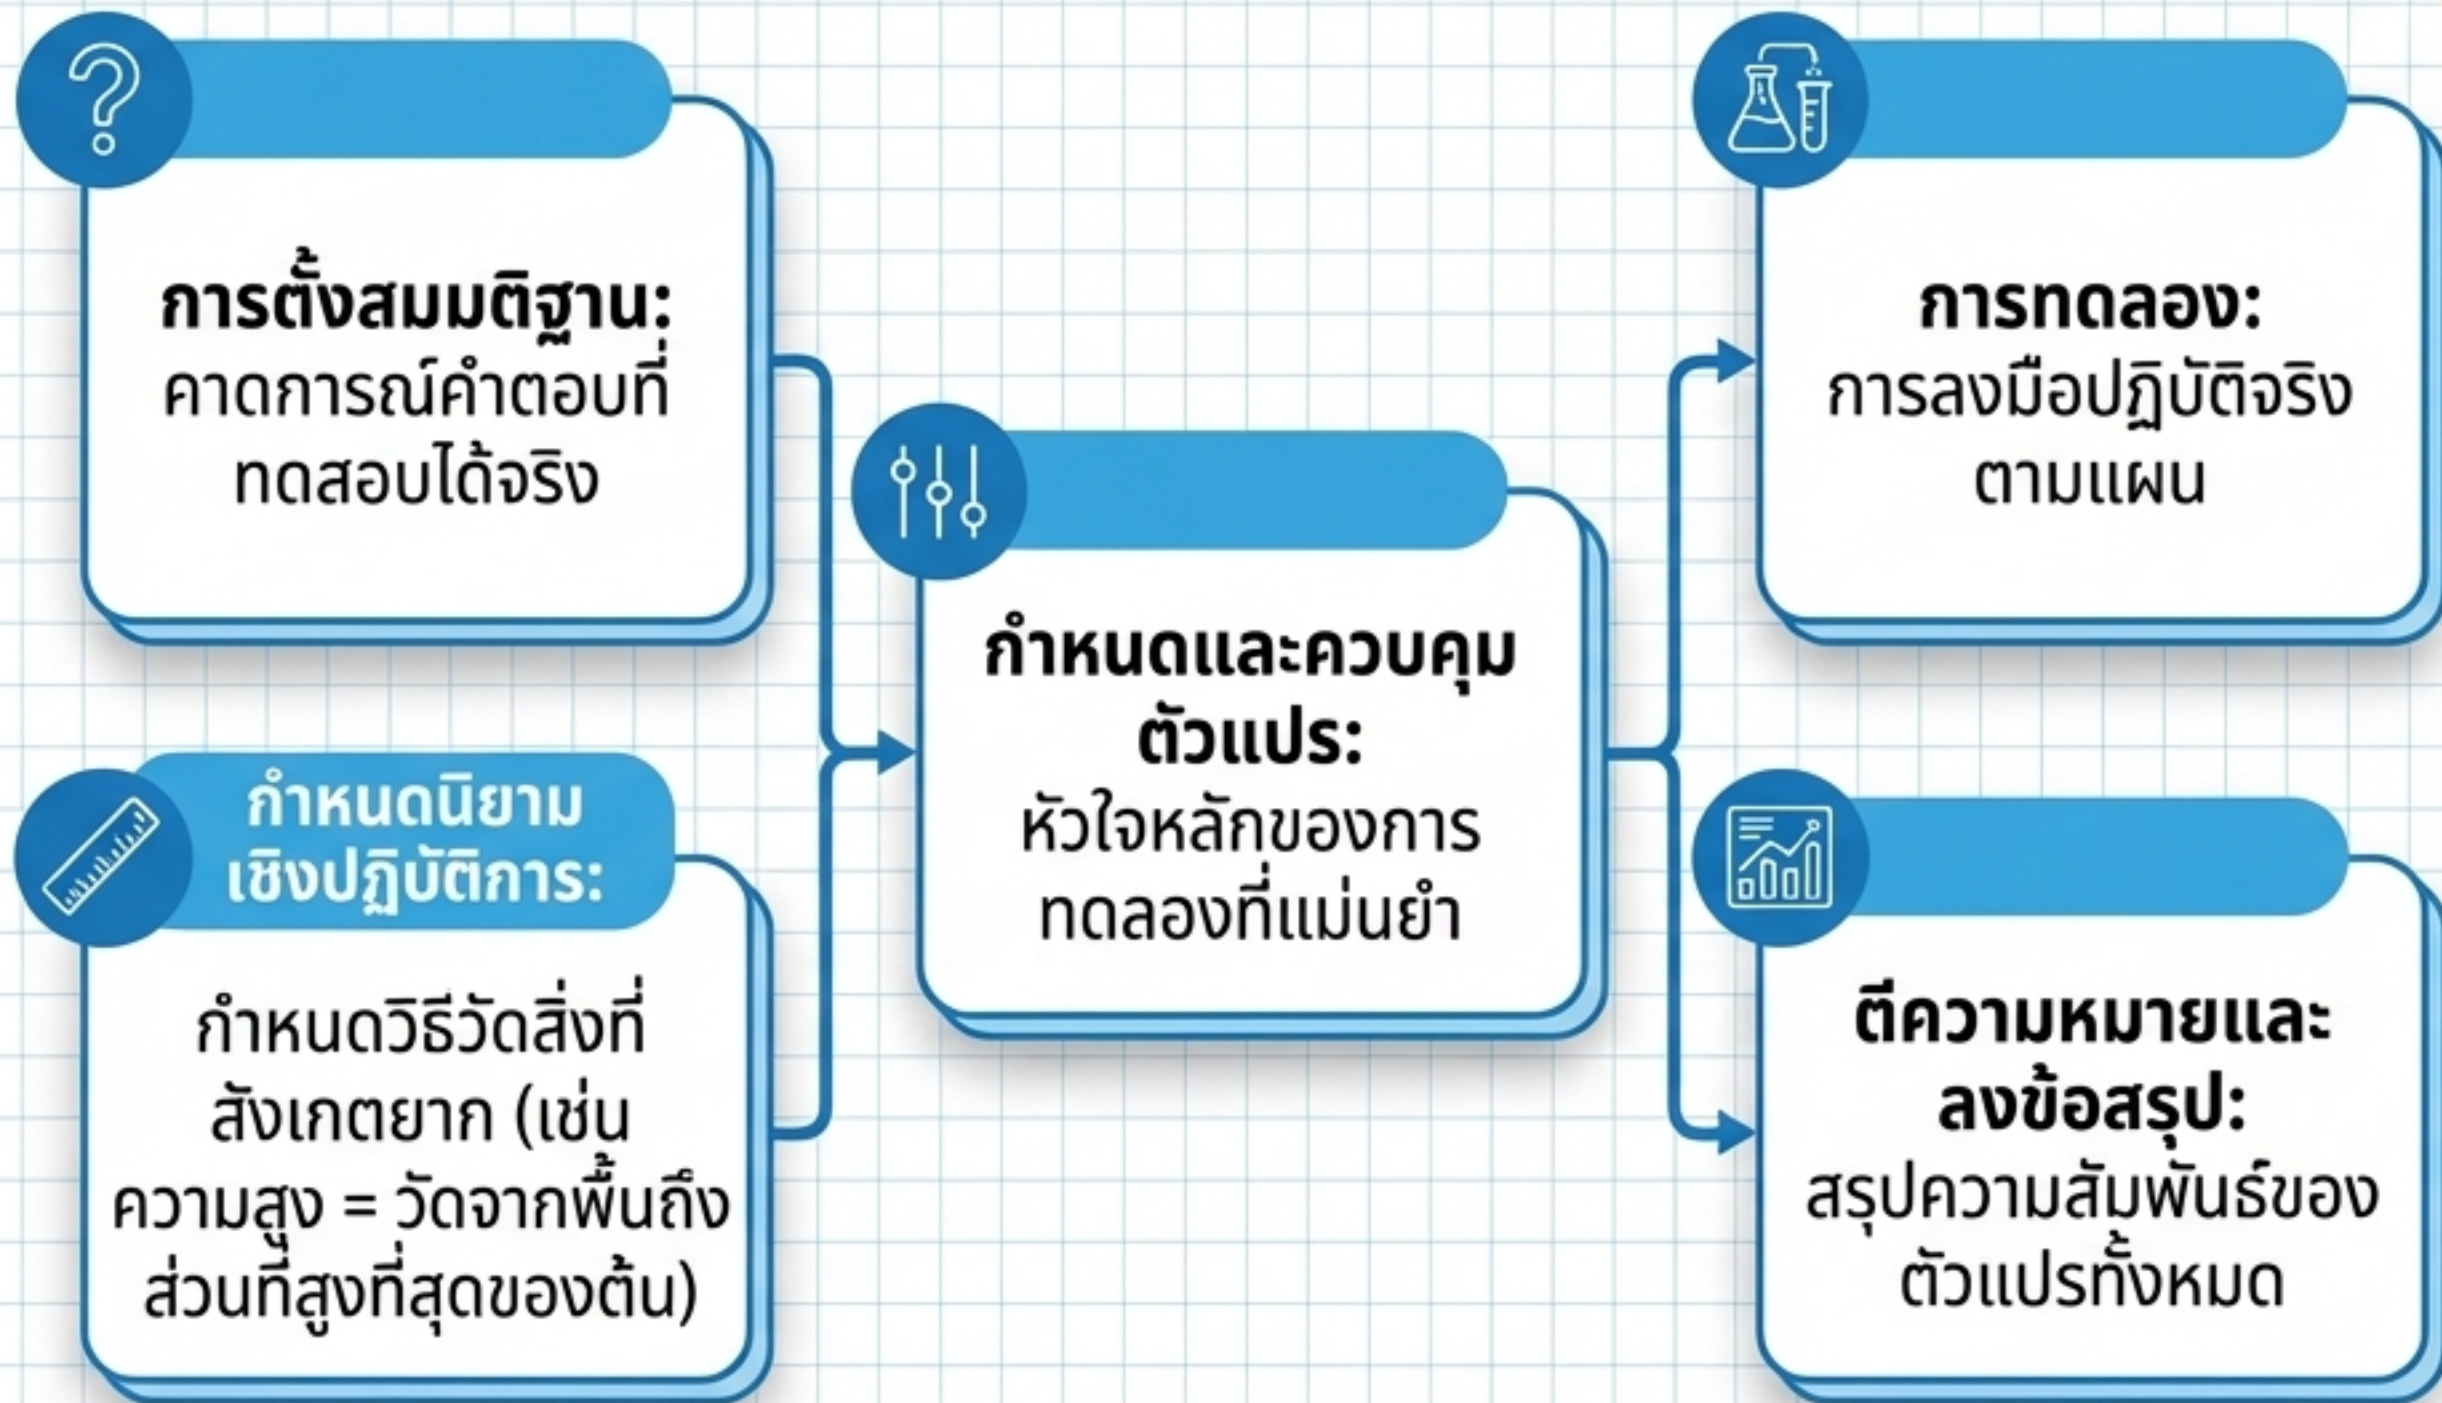 การตั้งสมมติฐาน:
คาดการณ์คำตอบที่
ทดสอบได้จริง
กำหนดนิยาม
เชิงปฏิบัติการ:
กำหนดวิธีวัดสิ่งที่
สังเกตยาก (เช่น
ความสูง = วัดจากพื้นถึง
ส่วนที่สูงที่สุดของต้น)
กำหนดและควบคุม
ตัวแปร:
หัวใจหลักของการ
ทดลองที่แม่นยำ
การทดลอง:
การลงมือปฏิบัติจริง
ตามแผน
ตีความหมายและ
ลงข้อสรุป:
สรุปความสัมพันธ์ของ
ตัวแปรทั้งหมด